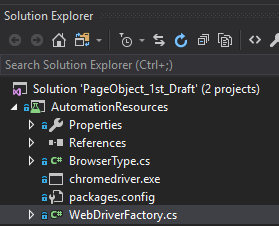 Solution Explorer
Search Solution Explorer (Ctrl+;)
Solution 'PageObject_1st_Draft' (2 projects)
AutomationResources
Properties
References
C# BrowserType.cs
chromedriver.exe
packages.config
C# WebDriverFactory.cs